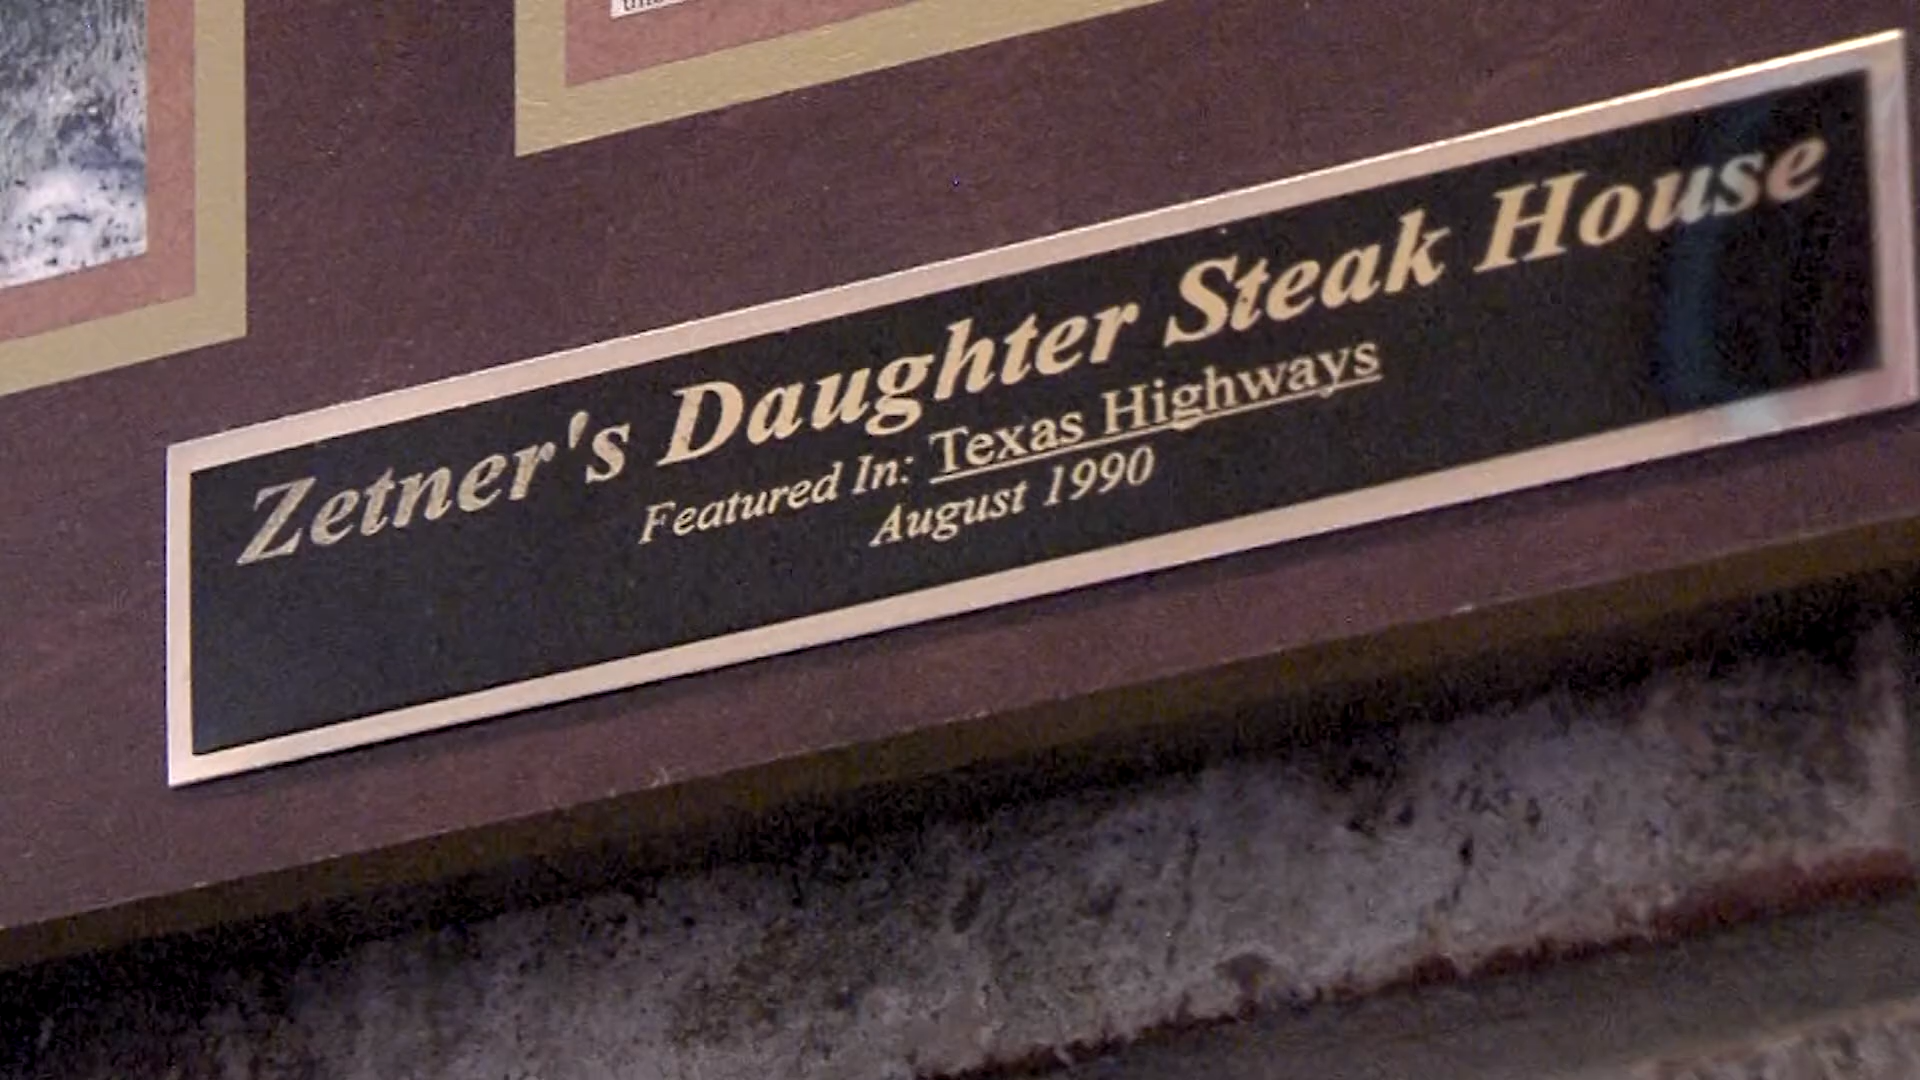 Zetner's Daughter Steak House
Featured In: Texas Highways
August 1990